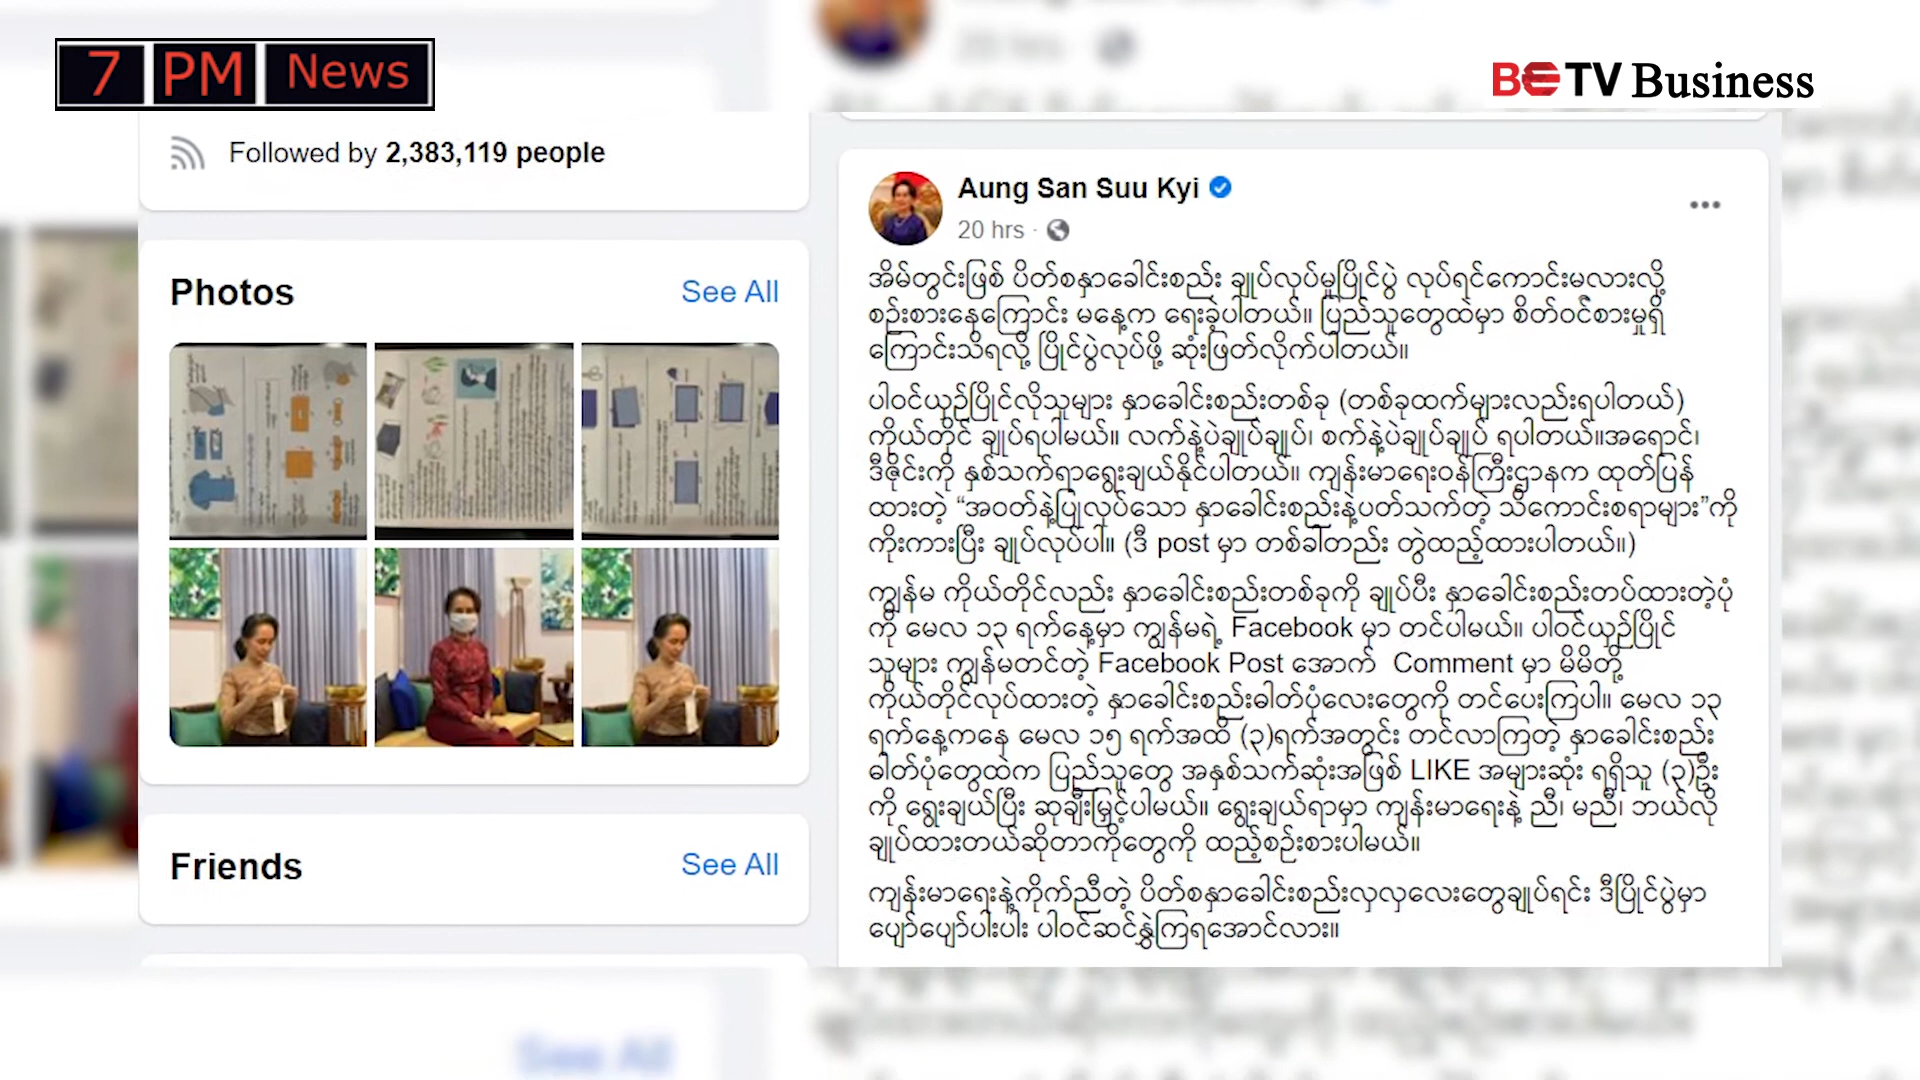 7 PM News
BETV Business
Followed by 2,383,119 people
Photos
See All
Friends
See All
Aung San Suu Kyi
20 hrs ·
အိမ်တွင်းဖြစ် ပိတ်စနှာခေါင်းစည်း ချုပ်လုပ်မှုပြိုင်ပွဲ လုပ်ရင်ကောင်းမလားလို့
စဉ်းစားနေကြောင်း မနေ့က ရေးခဲ့ပါတယ်။ ပြည်သူတွေထဲမှာ စိတ်ဝင်စားမှုရှိ
ကြောင်းသိရလို့ ပြိုင်ပွဲလုပ်ဖို့ ဆုံးဖြတ်လိုက်ပါတယ်။
ပါဝင်ယှဉ်ပြိုင်လိုသူများ နှာခေါင်းစည်းတစ်ခု (တစ်ခုထက်များလည်းရပါတယ်)
ကိုယ်တိုင် ချုပ်ရပါမယ်။ လက်နဲ့ပဲချုပ်ချုပ်၊ စက်နဲ့ပဲချုပ်ချုပ် ရပါတယ်။အရောင်၊
ဒီဇိုင်းကို နှစ်သက်ရာရွေးချယ်နိုင်ပါတယ်။ ကျန်းမာရေးဝန်ကြီးဌာနက ထုတ်ပြန်
ထားတဲ့ “အဝတ်နဲ့ပြုလုပ်သော နှာခေါင်းစည်းနဲ့ပတ်သက်တဲ့ သိကောင်းစရာများ”ကို
ကိုးကားပြီး ချုပ်လုပ်ပါ။ (ဒီ post မှာ တစ်ခါတည်း တွဲထည့်ထားပါတယ်။)
ကျွန်မ ကိုယ်တိုင်လည်း နှာခေါင်းစည်းတစ်ခုကို ချုပ်ပီး နှာခေါင်းစည်းတပ်ထားတဲ့ပုံ
ကို မေလ ၁၃ ရက်နေ့မှာ ကျွန်မရဲ့ Facebook မှာ တင်ပါမယ်။ ပါဝင်ယှဉ်ပြိုင်
သူများ ကျွန်မတင်တဲ့ Facebook Post အောက် Comment မှာ မိမိတို့
ကိုယ်တိုင်လုပ်ထားတဲ့ နှာခေါင်းစည်းဓါတ်ပုံလေးတွေကို တင်ပေးကြပါ။ မေလ ၁၃
ရက်နေ့ကနေ မေလ ၁၅ ရက်အထိ (၃)ရက်အတွင်း တင်လာကြတဲ့ နှာခေါင်းစည်း
ဓါတ်ပုံတွေထဲက ပြည်သူတွေ အနှစ်သက်ဆုံးအဖြစ် LIKE အများဆုံး ရရှိသူ (၃)ဦး
ကို ရွေးချယ်ပြီး ဆုချီးမြှင့်ပါမယ်။ ရွေးချယ်ရာမှာ ကျန်းမာရေးနဲ့ ညီ၊ မညီ၊ ဘယ်လို
ချုပ်ထားတယ်ဆိုတာကိုတွေကို ထည့်စဉ်းစားပါမယ်။
ကျန်းမာရေးနဲ့ကိုက်ညီတဲ့ ပိတ်စနှာခေါင်းစည်းလှလှလေးတွေချုပ်ရင်း ဒီပြိုင်ပွဲမှာ
ပျော်ပျော်ပါးပါး ပါဝင်ဆင်နွှဲကြရအောင်လား။
See All